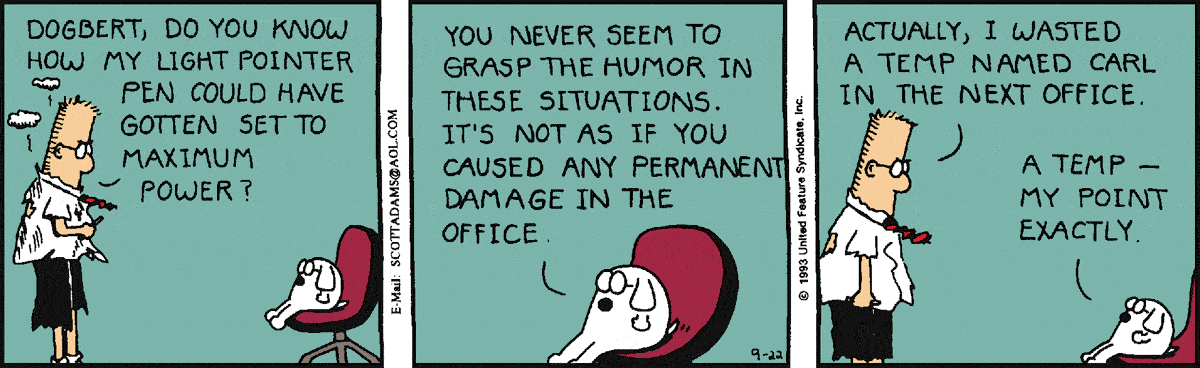 DOGBERT, DO YOU KNOW
HOW MY LIGHT POINTER
PEN COULD HAVE
GOTTEN SET TO
MAXIMUM
POWER?
E-Mail: SCOTTADAMS@AOL.COM
YOU NEVER SEEM TO
GRASP THE HUMOR IN
THESE SITUATIONS.
IT'S NOT AS IF YOU
CAUSED ANY PERMANENT
DAMAGE IN THE
OFFICE.
9-22
© 1993 United Feature Syndicate, Inc.
ACTUALLY, I WASTED
A TEMP NAMED CARL
IN THE NEXT OFFICE.
A TEMP —
MY POINT
EXACTLY.